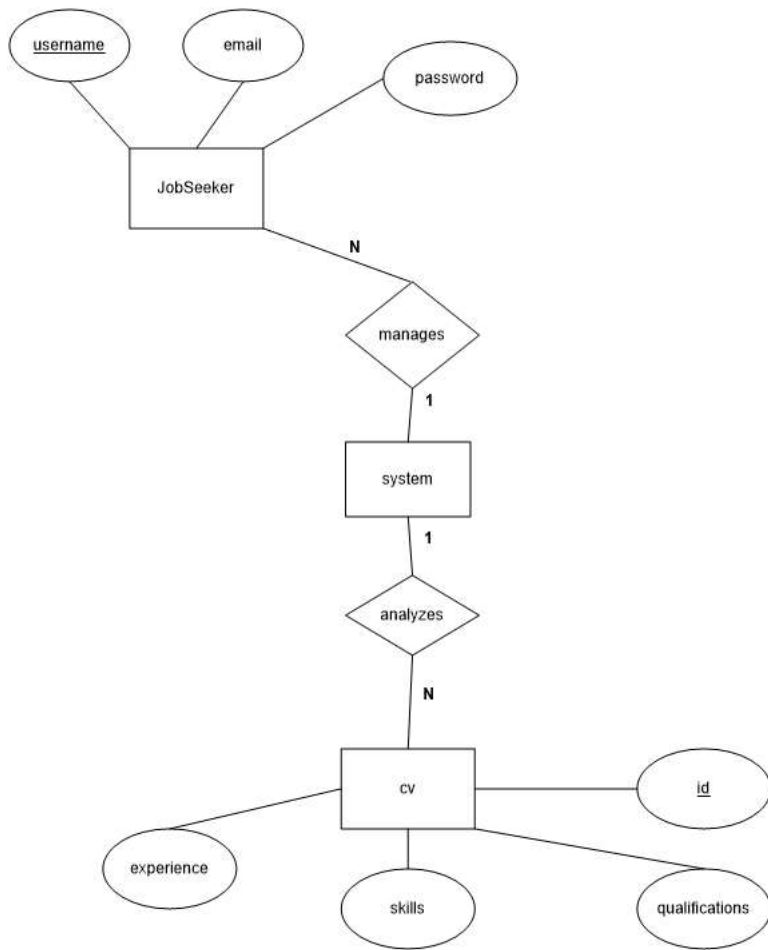 username
email
password
JobSeeker
N
manages
1
system
1
analyzes
N
cv
id
experience
skills
qualifications